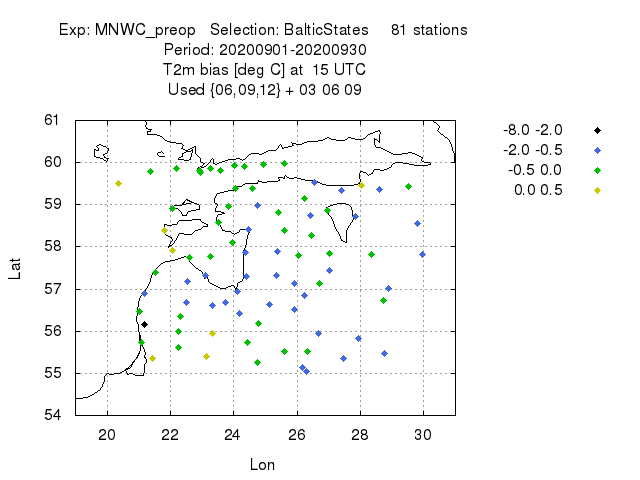 Exp: MNWC_preop   Selection: BalticStates     81 stations
Period: 20200901-20200930
T2m bias [deg C] at  15 UTC
Used {06,09,12} + 03 06 09
61
60
59
58
57
56
55
54
Lat
20 22 24 26 28 30
Lon
-8.0 -2.0
-2.0 -0.5
-0.5 0.0
0.0 0.5